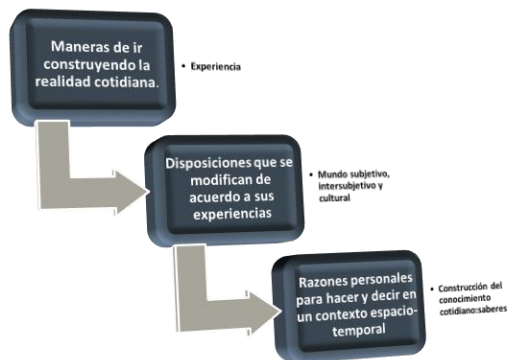 Maneras de ir
construyendo la
realidad cotidiana.
• Experiencia
Disposiciones que se
modifican de
acuerdo a sus
experiencias
• Mundo subjetivo,
intersubjetivo y
cultural
Razones personales
para hacer y decir en
un contexto espacio-
temporal
• Construcción del
conocimiento
cotidiano:saberes